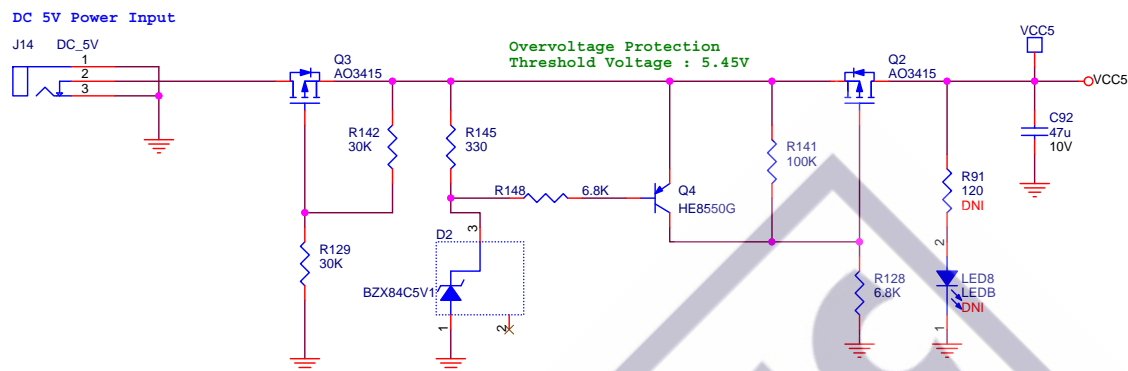 DC 5V Power Input
J14 DC_5V
1
2
3
Q3
AO3415
Overvoltage Protection
Threshold Voltage : 5.45V
Q2
AO3415
VCC5
VCC5
R142
30K
R145
330
R141
100K
C92
47u
10V
R148 6.8K
Q4
HE8550G
R91
120
DNI
R129
30K
D2
3
BZX84C5V1
1
2
R128
6.8K
2
LED8
LEDB
DNI
1